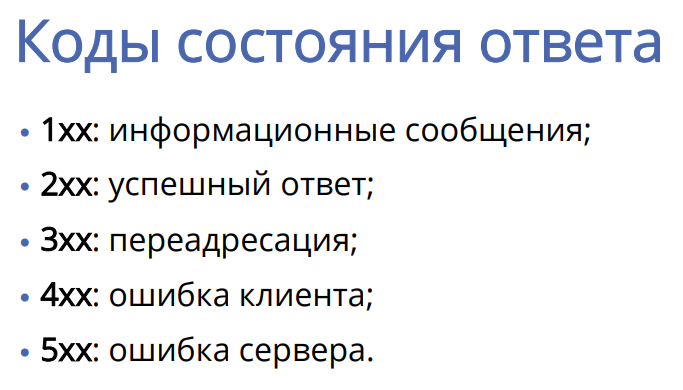 Коды состояния ответа
• 1xx: информационные сообщения;
• 2xx: успешный ответ;
• 3xx: переадресация;
• 4xx: ошибка клиента;
• 5xx: ошибка сервера.